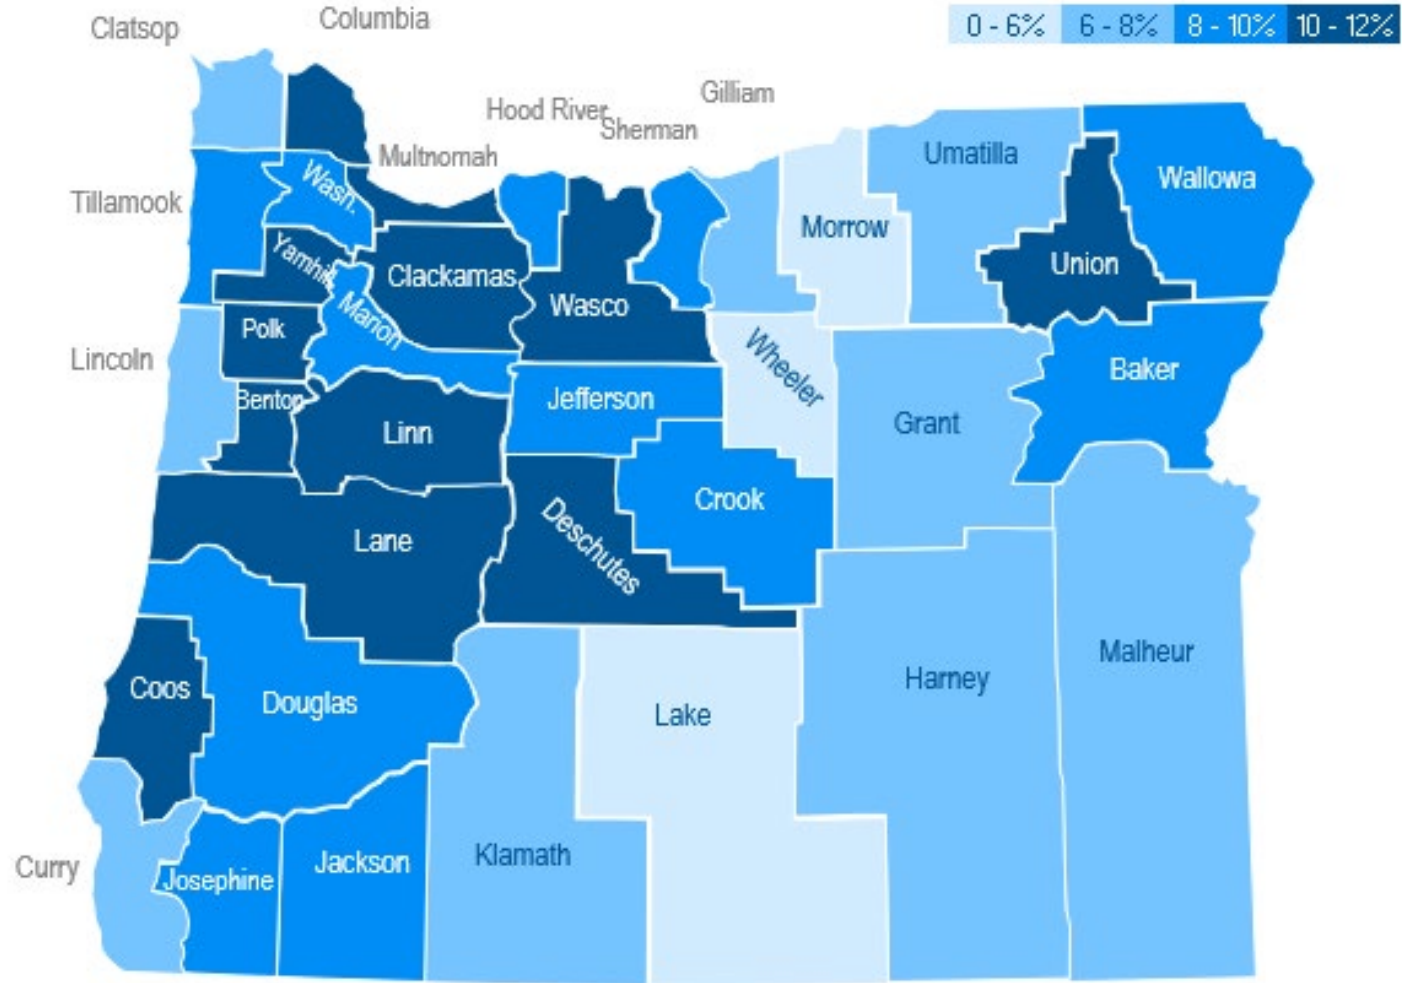 Clatsop
Columbia
0 - 6% 6 - 8% 8 - 10% 10 - 12%
Gilliam
Hood River
Sherman
Multnomah
Umatilla
Wallowa
Wash.
Tillamook
Morrow
Yamhill
Clackamas
Union
Wasco
Marion
Polk
Lincoln
Wheeler
Baker
Benton
Jefferson
Linn
Grant
Crook
Deschutes
Lane
Malheur
Harney
Coos
Douglas
Lake
Curry
Josephine
Jackson
Klamath